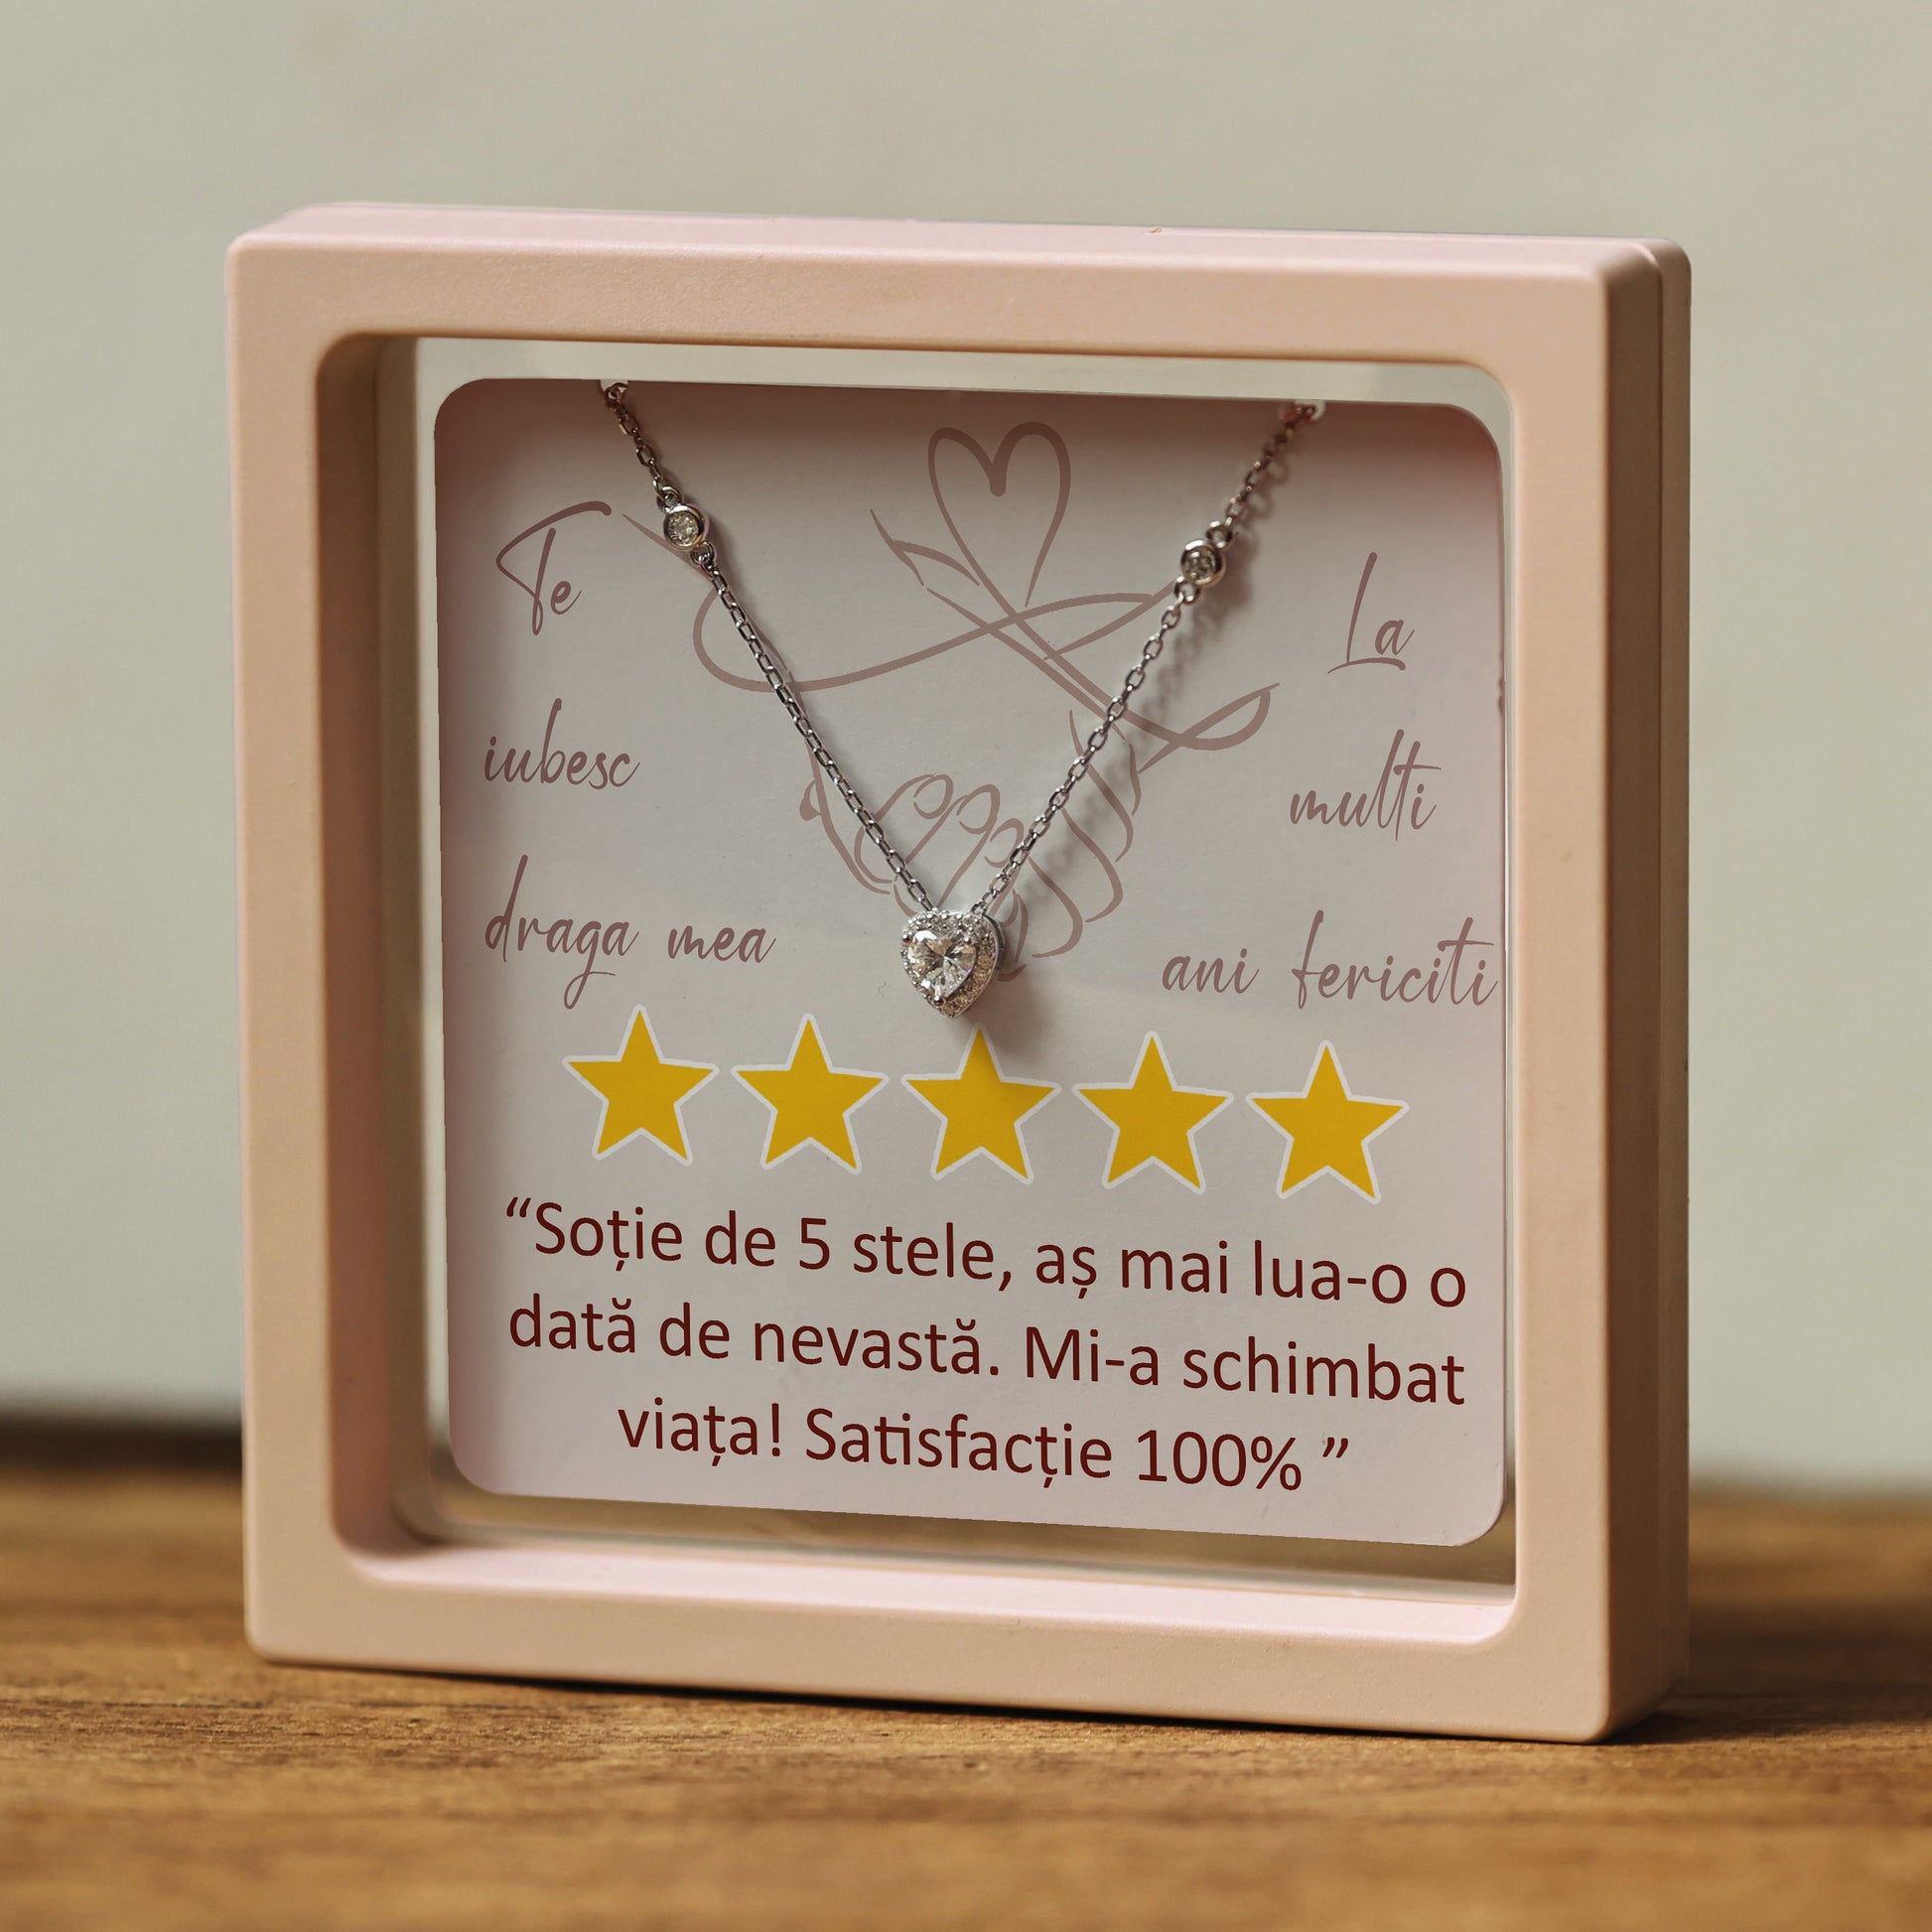 Te
iubesc
draga mea
La
multi
ani fericiti
“Soție de 5 stele, aș mai lua-o o
dată de nevastă. Mi-a schimbat
viața! Satisfacție 100% ”